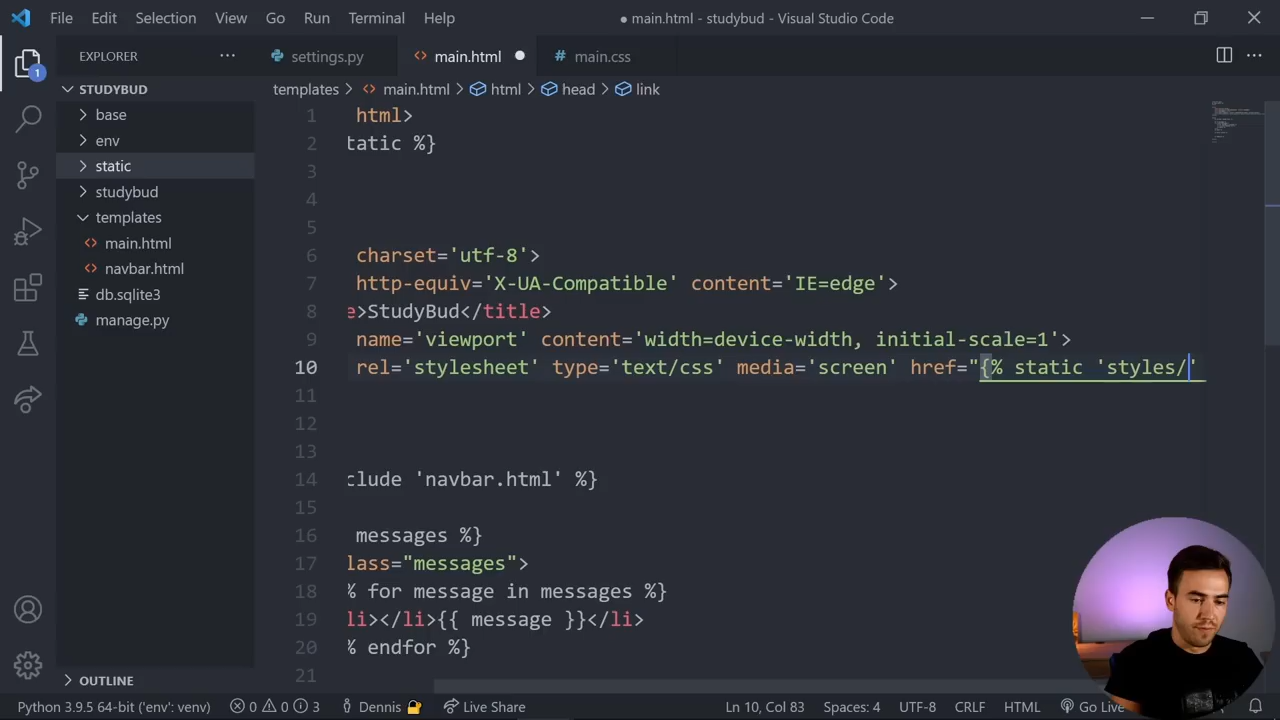 File Edit Selection View Go Run Terminal Help
● main.html - studybud - Visual Studio Code
EXPLORER
settings.py
main.html
main.css
1
STUDYBUD
base
env
static
studybud
templates
main.html
navbar.html
db.sqlite3
manage.py
OUTLINE
templates > main.html > html > head > link
1 html>
2 tatic %}
3
4
5
6 charset='utf-8'>
7 http-equiv='X-UA-Compatible' content='IE=edge'>
8 e>StudyBud</title>
9 name='viewport' content='width=device-width, initial-scale=1'>
10 rel='stylesheet' type='text/css' media='screen' href="{% static 'styles/'
11
12
13
14 clude 'navbar.html' %}
15
16 messages %}
17 lass="messages">
18 % for message in messages %}
19 li></li>{{ message }}</li>
20 % endfor %}
21
Python 3.9.5 64-bit ('env': venv) 0 0 3 Dennis Live Share Ln 10, Col 83 Spaces: 4 UTF-8 CRLF HTML Go Live